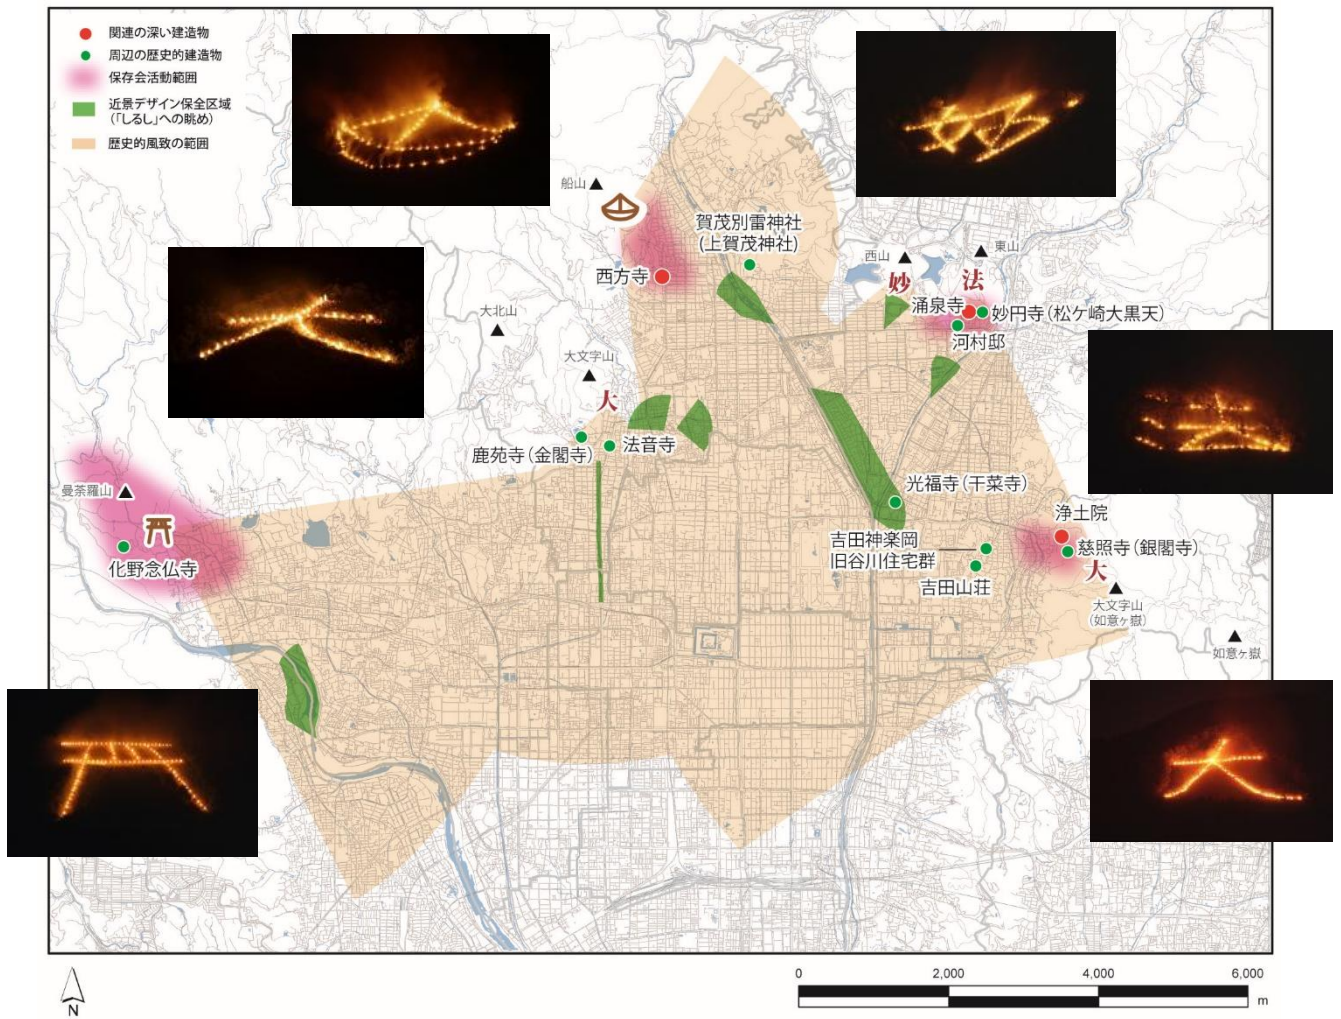 関連の深い建造物
周辺の歴史的建造物
保存会活動範囲
近景デザイン保全区域
(「しるし」への眺め)
歴史的風致の範囲
船山
賀茂別雷神社
(上賀茂神社)
西方寺
西山
東山
妙
法
涌泉寺
妙円寺(松ケ崎大黒天)
河村邸
大北山
大文字山
大
鹿苑寺(金閣寺)
法音寺
曼荼羅山
化野念仏寺
光福寺(干菜寺)
浄土院
吉田神楽岡
旧谷川住宅群
慈照寺(銀閣寺)
大
吉田山荘
大文字山
(如意ヶ嶽)
如意ヶ嶽
N
0 2,000 4,000 6,000
m